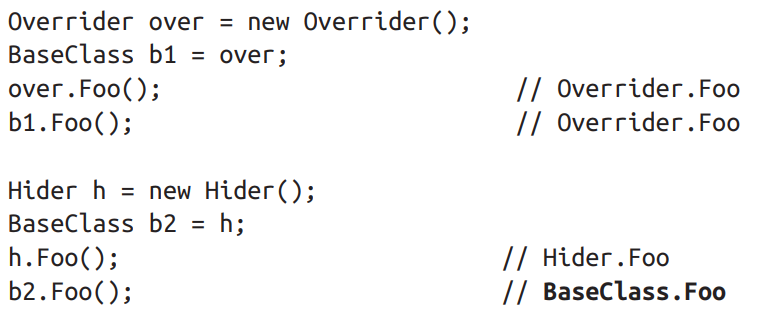 Overrider over = new Overrider();
BaseClass b1 = over;
over.Foo(); // Overrider.Foo
b1.Foo(); // Overrider.Foo
Hider h = new Hider();
BaseClass b2 = h;
h.Foo(); // Hider.Foo
b2.Foo(); // BaseClass.Foo